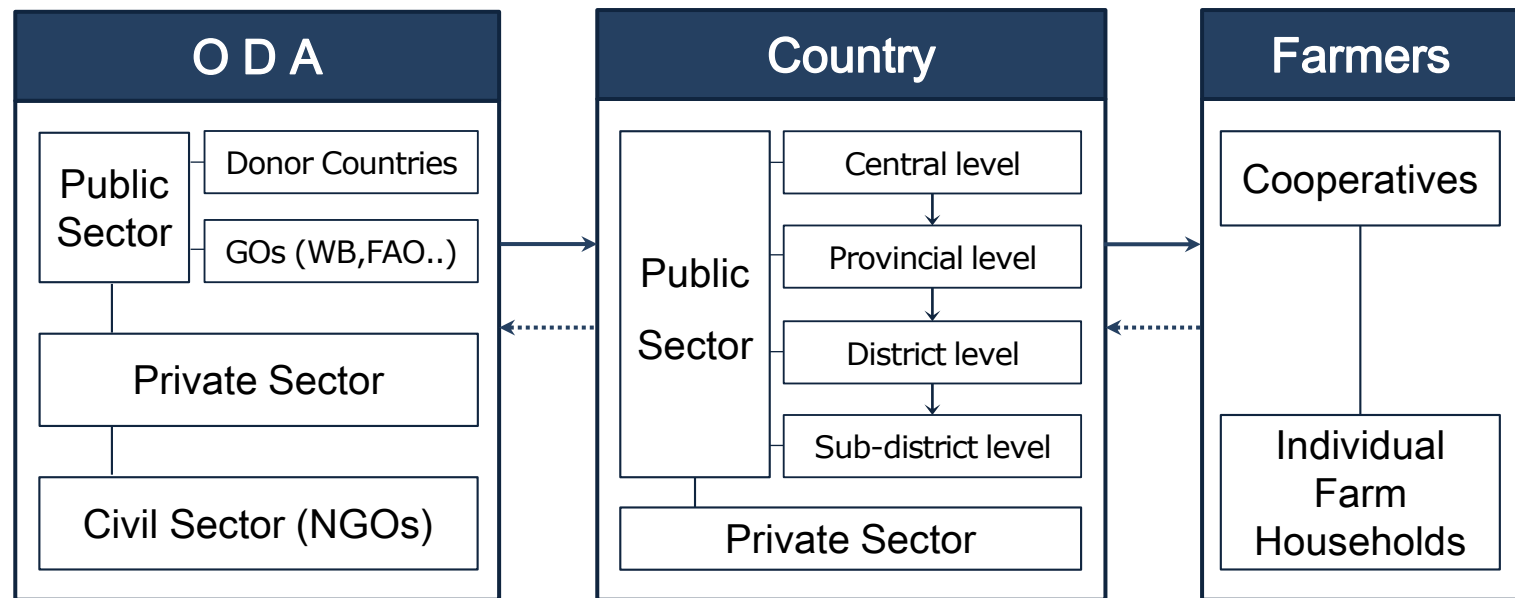 O D A
Public
Sector
Donor Countries
GOs (WB,FAO..)
Private Sector
Civil Sector (NGOs)
Country
Public
Sector
Central level
Provincial level
District level
Sub-district level
Private Sector
Farmers
Cooperatives
Individual
Farm
Households